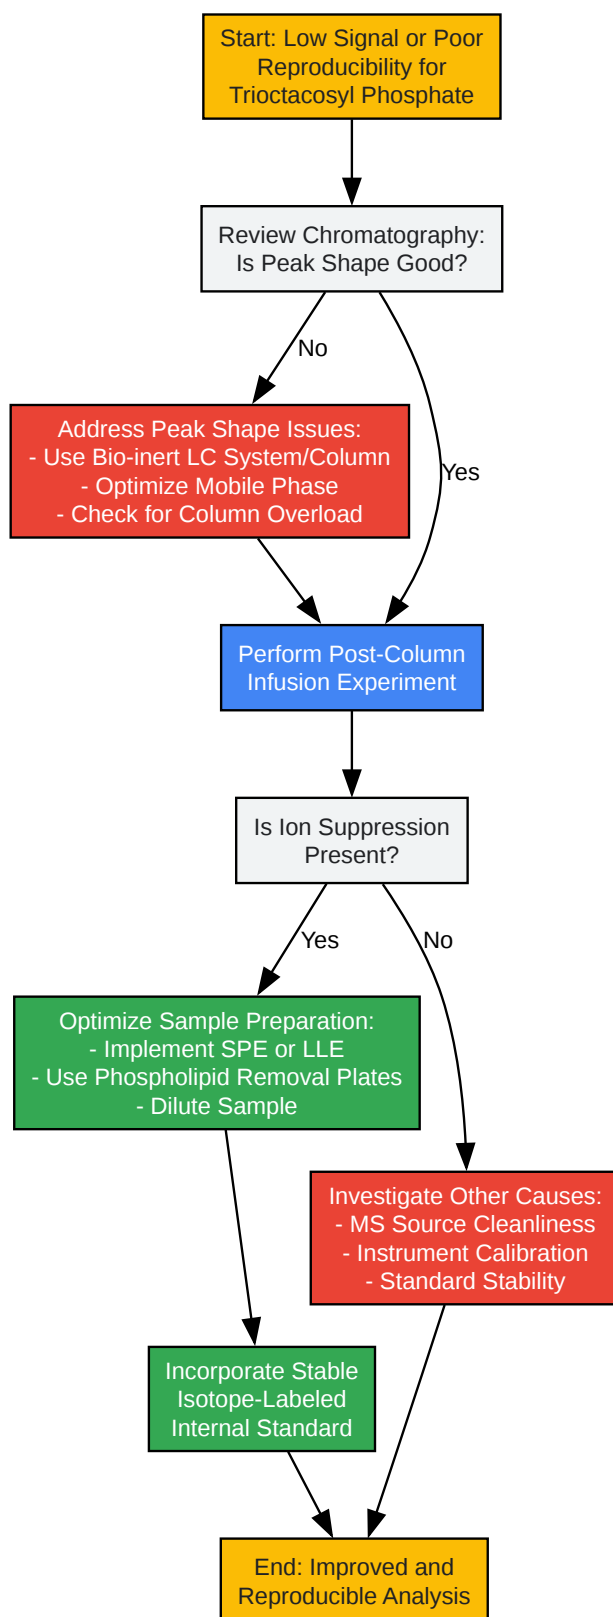 Start: Low Signal or Poor
Reproducibility for
Trioctacosyl Phosphate
Review Chromatography:
Is Peak Shape Good?
No
Address Peak Shape Issues:
- Use Bio-inert LC System/Column
- Optimize Mobile Phase
- Check for Column Overload
Yes
Perform Post-Column
Infusion Experiment
Is Ion Suppression
Present?
Yes
No
Optimize Sample Preparation:
- Implement SPE or LLE
- Use Phospholipid Removal Plates
- Dilute Sample
Investigate Other Causes:
- MS Source Cleanliness
- Instrument Calibration
- Standard Stability
Incorporate Stable
Isotope-Labeled
Internal Standard
End: Improved and
Reproducible Analysis